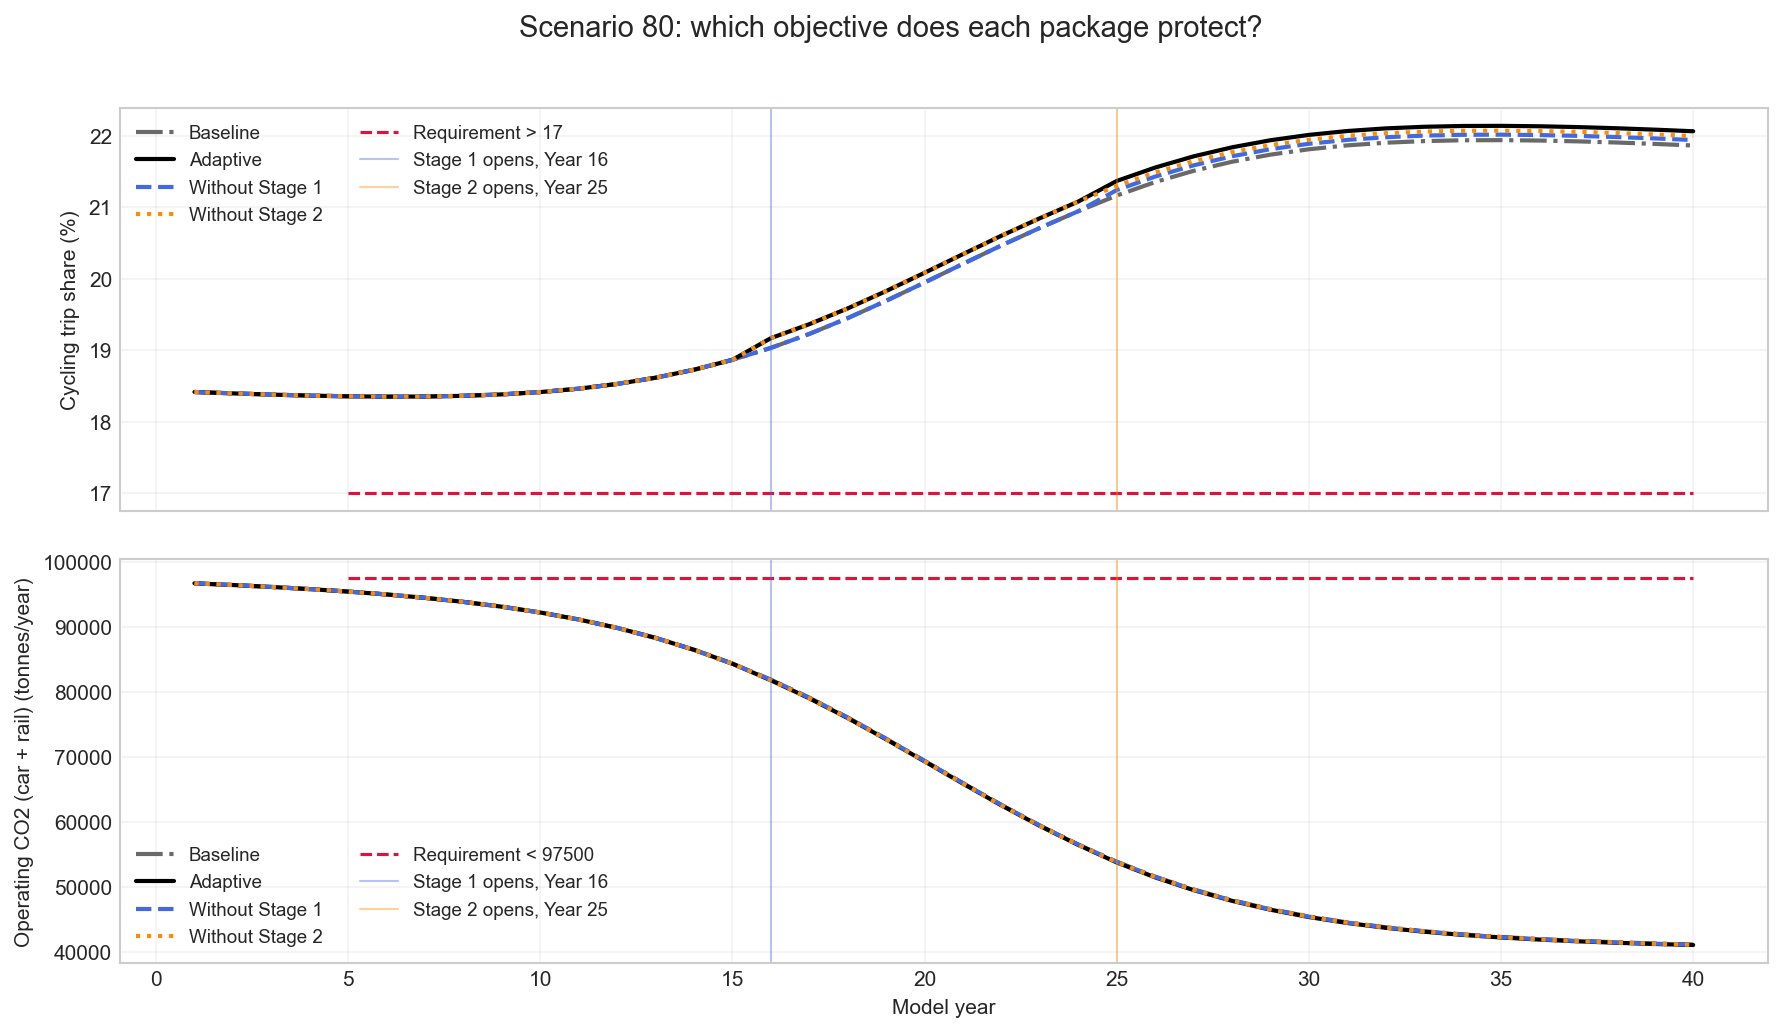 Scenario 80: which objective does each package protect?
Baseline
Adaptive
Without Stage 1
Without Stage 2
Requirement > 17
Stage 1 opens, Year 16
Stage 2 opens, Year 25
Cycling trip share (%)
22
21
20
19
18
17
Operating CO2 (car + rail) (tonnes/year)
100000
90000
80000
70000
60000
50000
40000
Baseline
Adaptive
Without Stage 1
Without Stage 2
Requirement < 97500
Stage 1 opens, Year 16
Stage 2 opens, Year 25
0 5 10 15 20 25 30 35 40
Model year